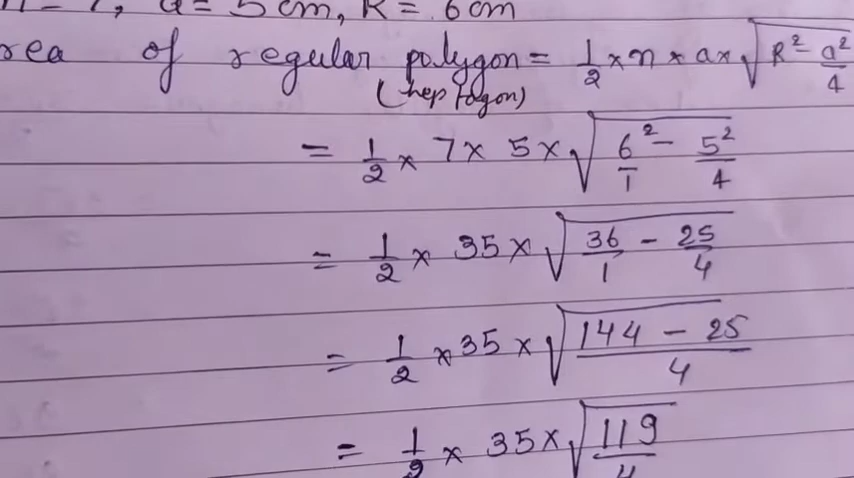 a = 5 cm, R = 6 cm
rea of regular polygon = 1/2 × n × a × √(R² - a²/4)
(heptagon)
= 1/2 × 7 × 5 × √(6²/1 - 5²/4)
= 1/2 × 35 × √(36/1 - 25/4)
= 1/2 × 35 × √((144 - 25)/4)
= 1/2 × 35 × √(119/4)